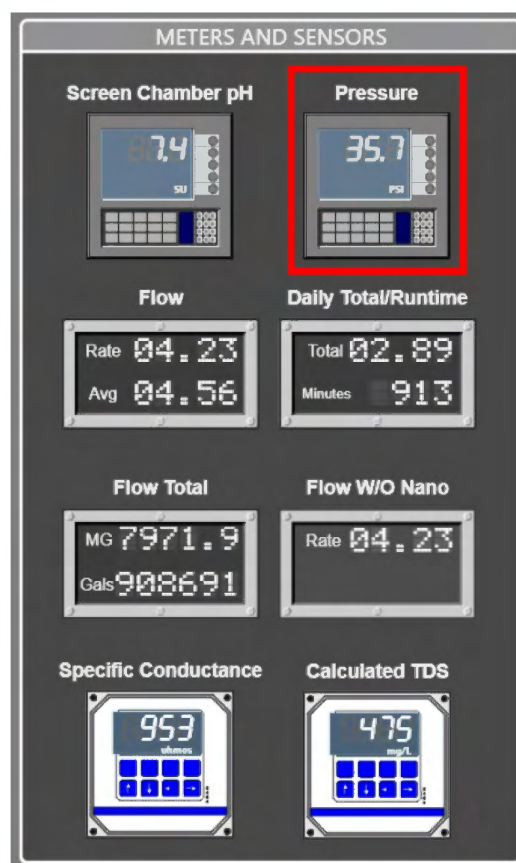 METERS AND SENSORS
Screen Chamber pH
Pressure
7.4
SU
35.7
PSI
Flow
Daily Total/Runtime
Rate 04.23
Avg 04.56
Total 02.89
Minutes 913
Flow Total
Flow W/O Nano
MG 7971.9
Gals 908691
Rate 04.23
Specific Conductance
Calculated TDS
953
uhmos
475
mg/L